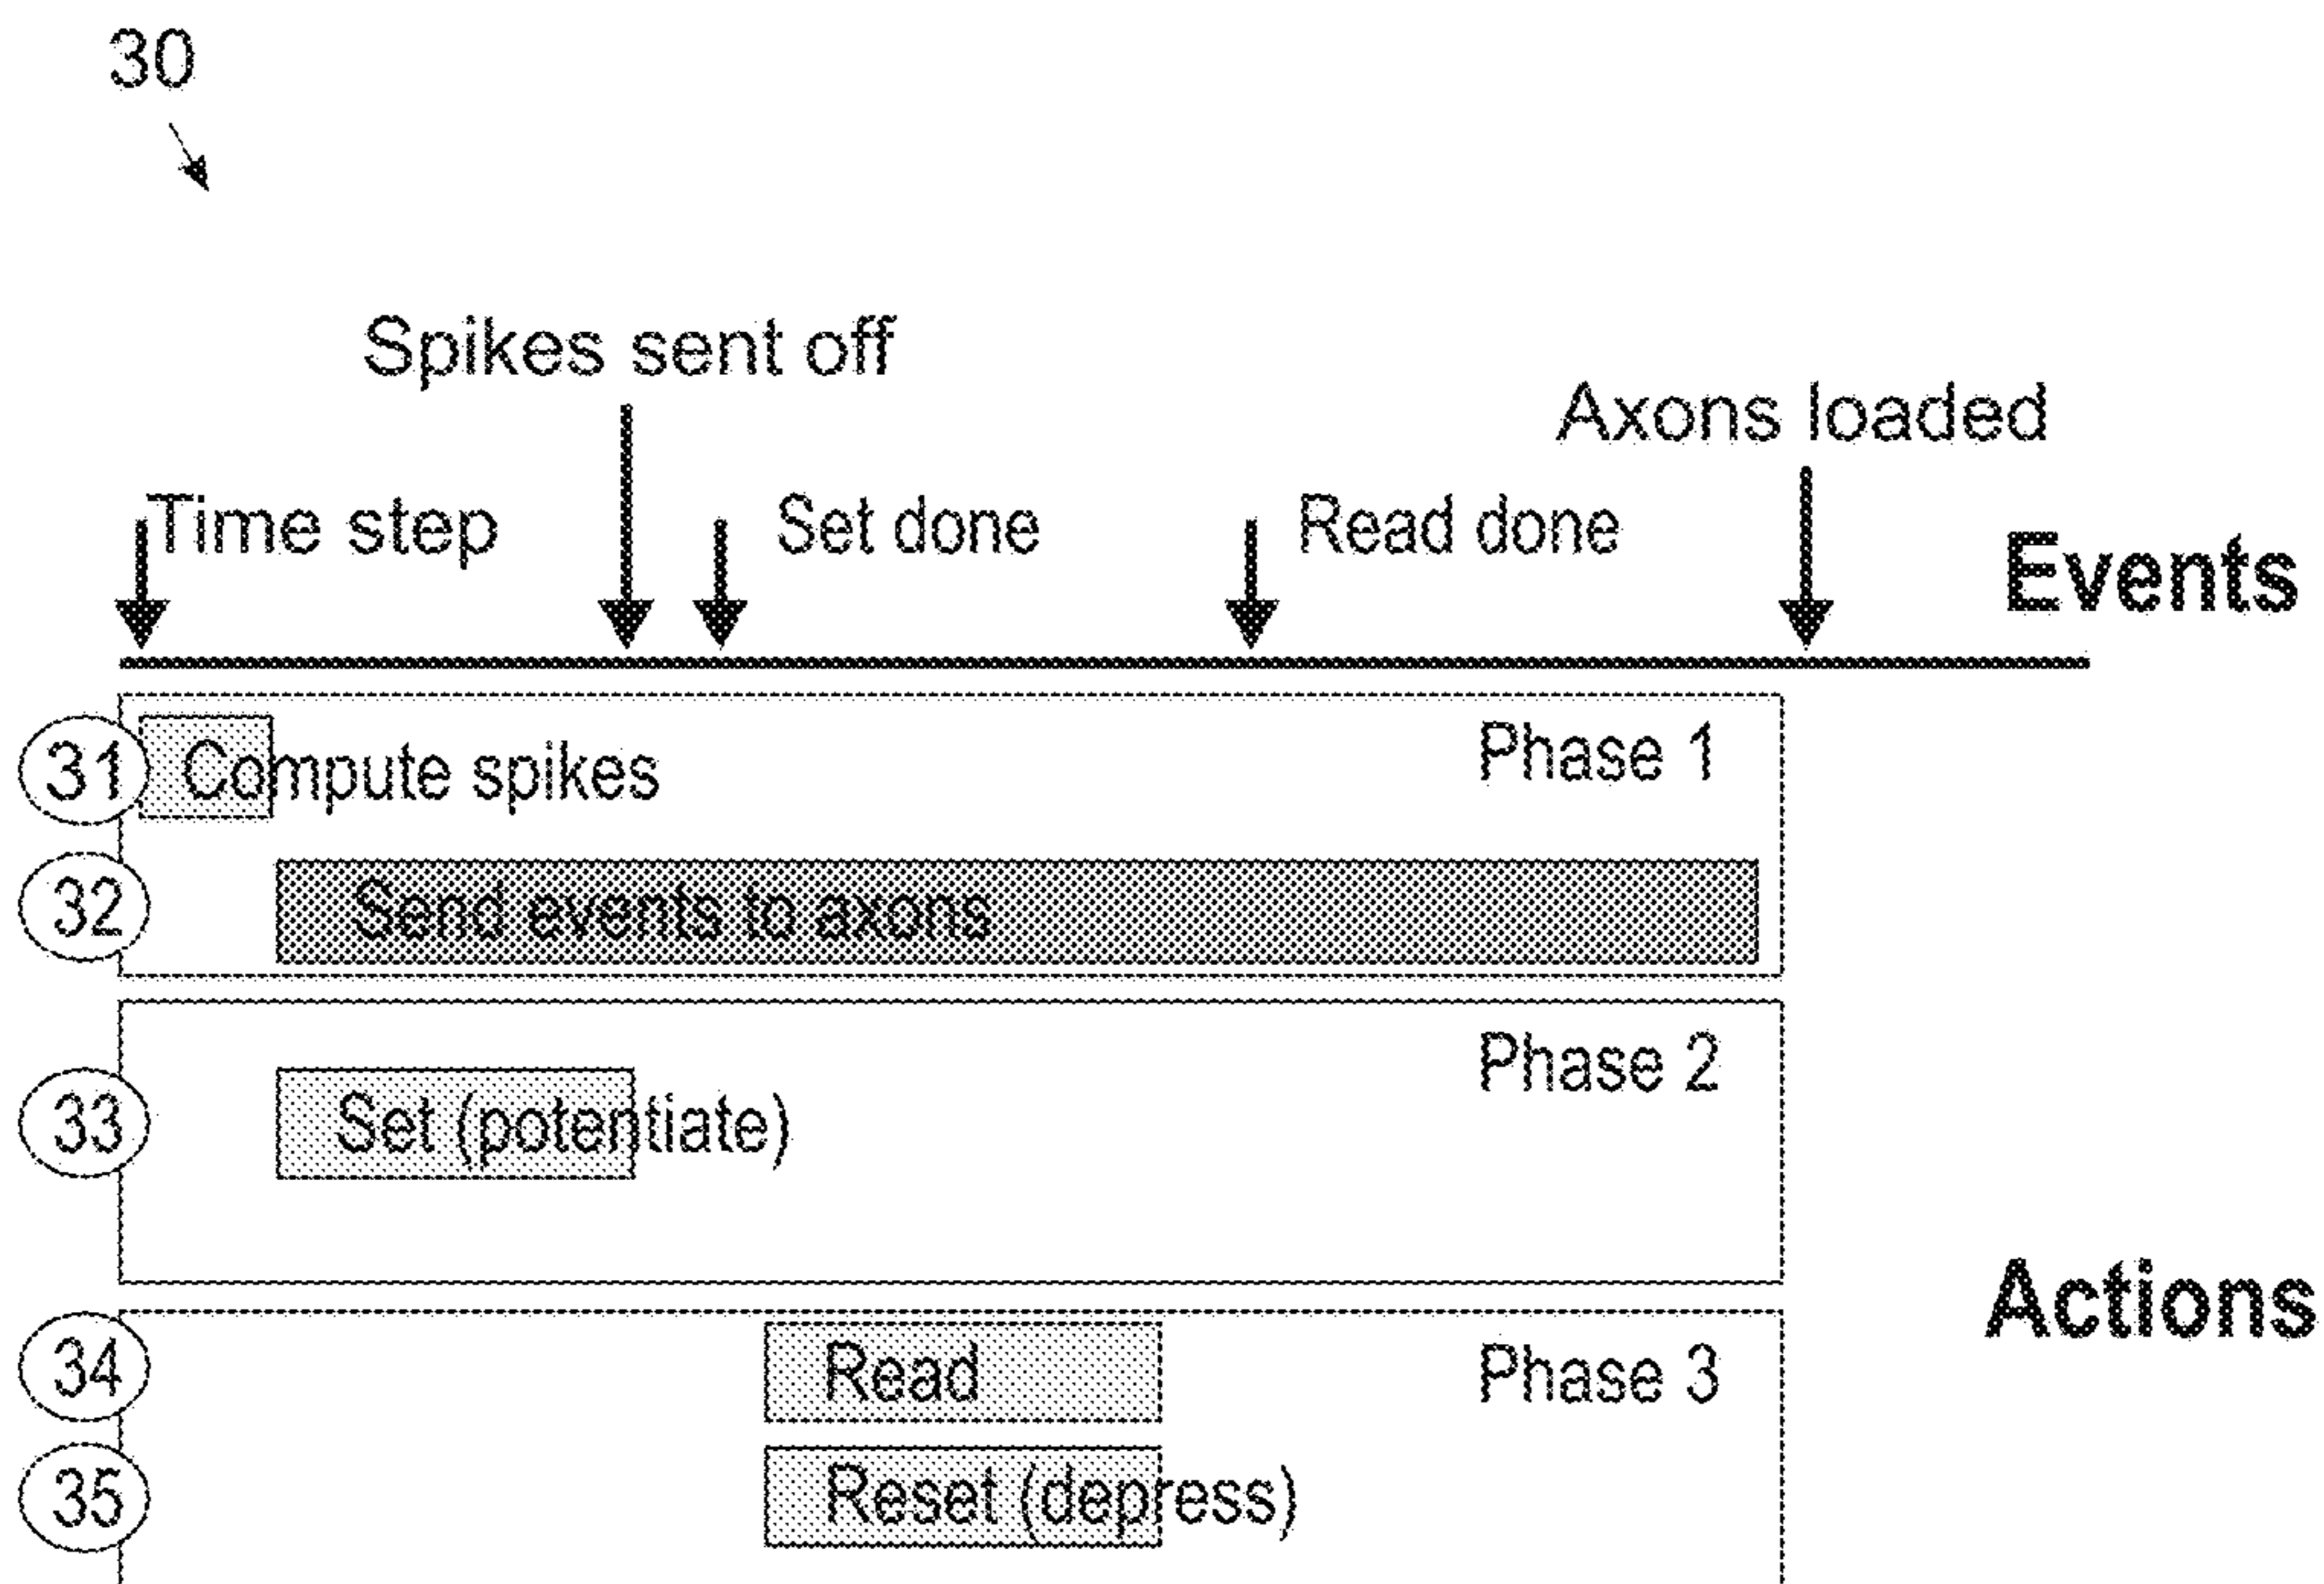 30
Spikes sent off
Axons loaded
Time step
Set done
Read done
Events
31 Compute spikes
Phase 1
32 Send events to axons
Phase 2
33 Set (potentiate)
Actions
34 Read
Phase 3
35 Reset (depress)